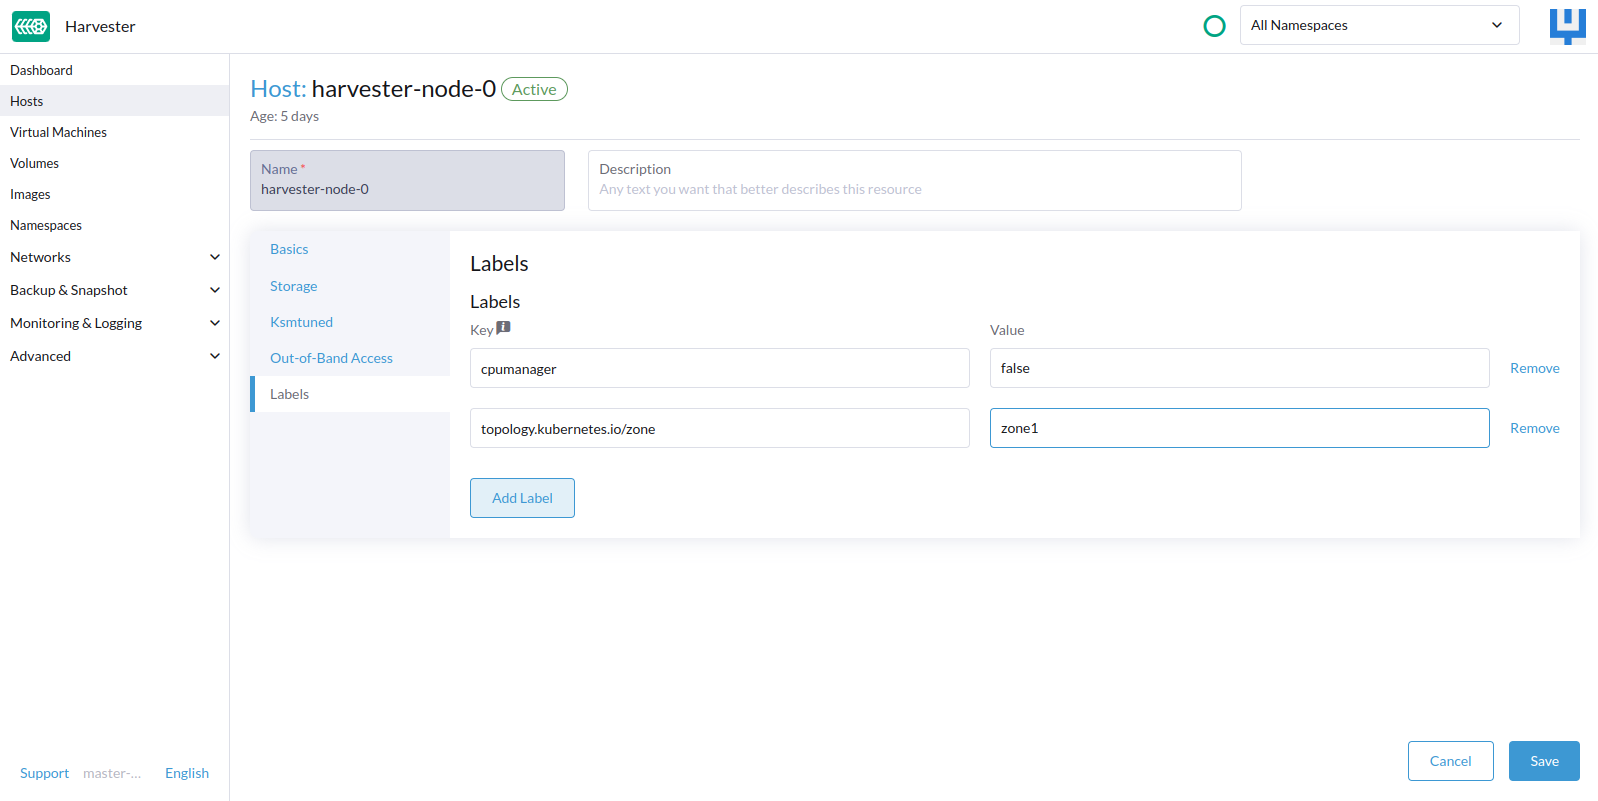 Harvester
All Namespaces
Dashboard
Hosts
Virtual Machines
Volumes
Images
Namespaces
Networks
Backup & Snapshot
Monitoring & Logging
Advanced
Support master-... English
Host: harvester-node-0 Active
Age: 5 days
Name *
harvester-node-0
Description
Any text you want that better describes this resource
Basics
Storage
Ksmtuned
Out-of-Band Access
Labels
Labels
Labels
Key Value
cpumanager false Remove
topology.kubernetes.io/zone zone1 Remove
Add Label
Cancel Save